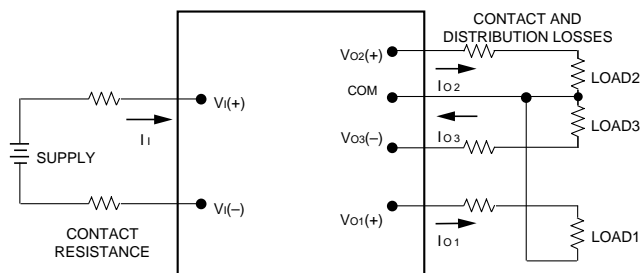 CONTACT AND
DISTRIBUTION LOSSES
VO2(+)
IO2
LOAD2
COM
VI(+)
II
LOAD3
VO3(–)
IO3
SUPPLY
VI(–)
VO1(+)
CONTACT
RESISTANCE
IO1
LOAD1